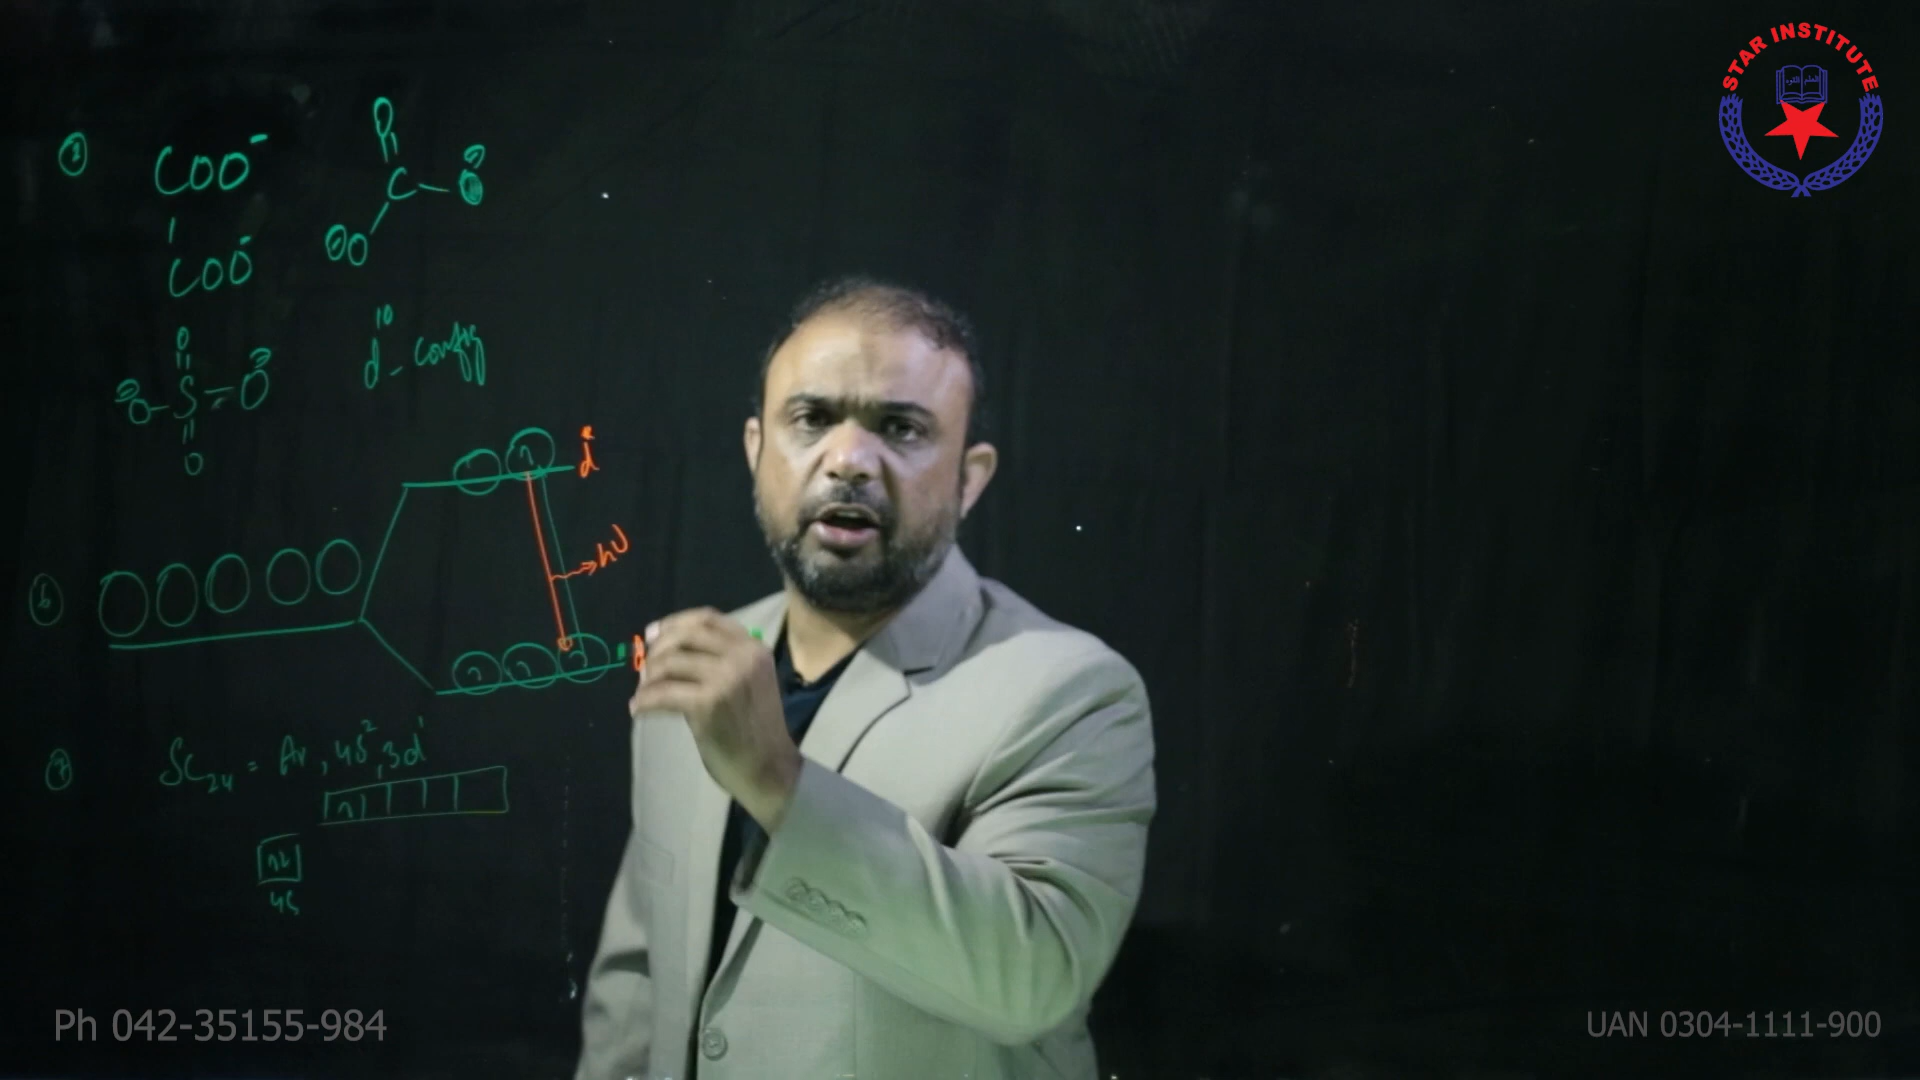 STAR INSTITUTE
COO⁻
COO⁻
O
C
O
O
O
O-S=O
O
d¹⁰-config
d
hν
6
Sc₂₄ = Ar, 4s², 3d¹
4s
Ph 042-35155-984
UAN 0304-1111-900